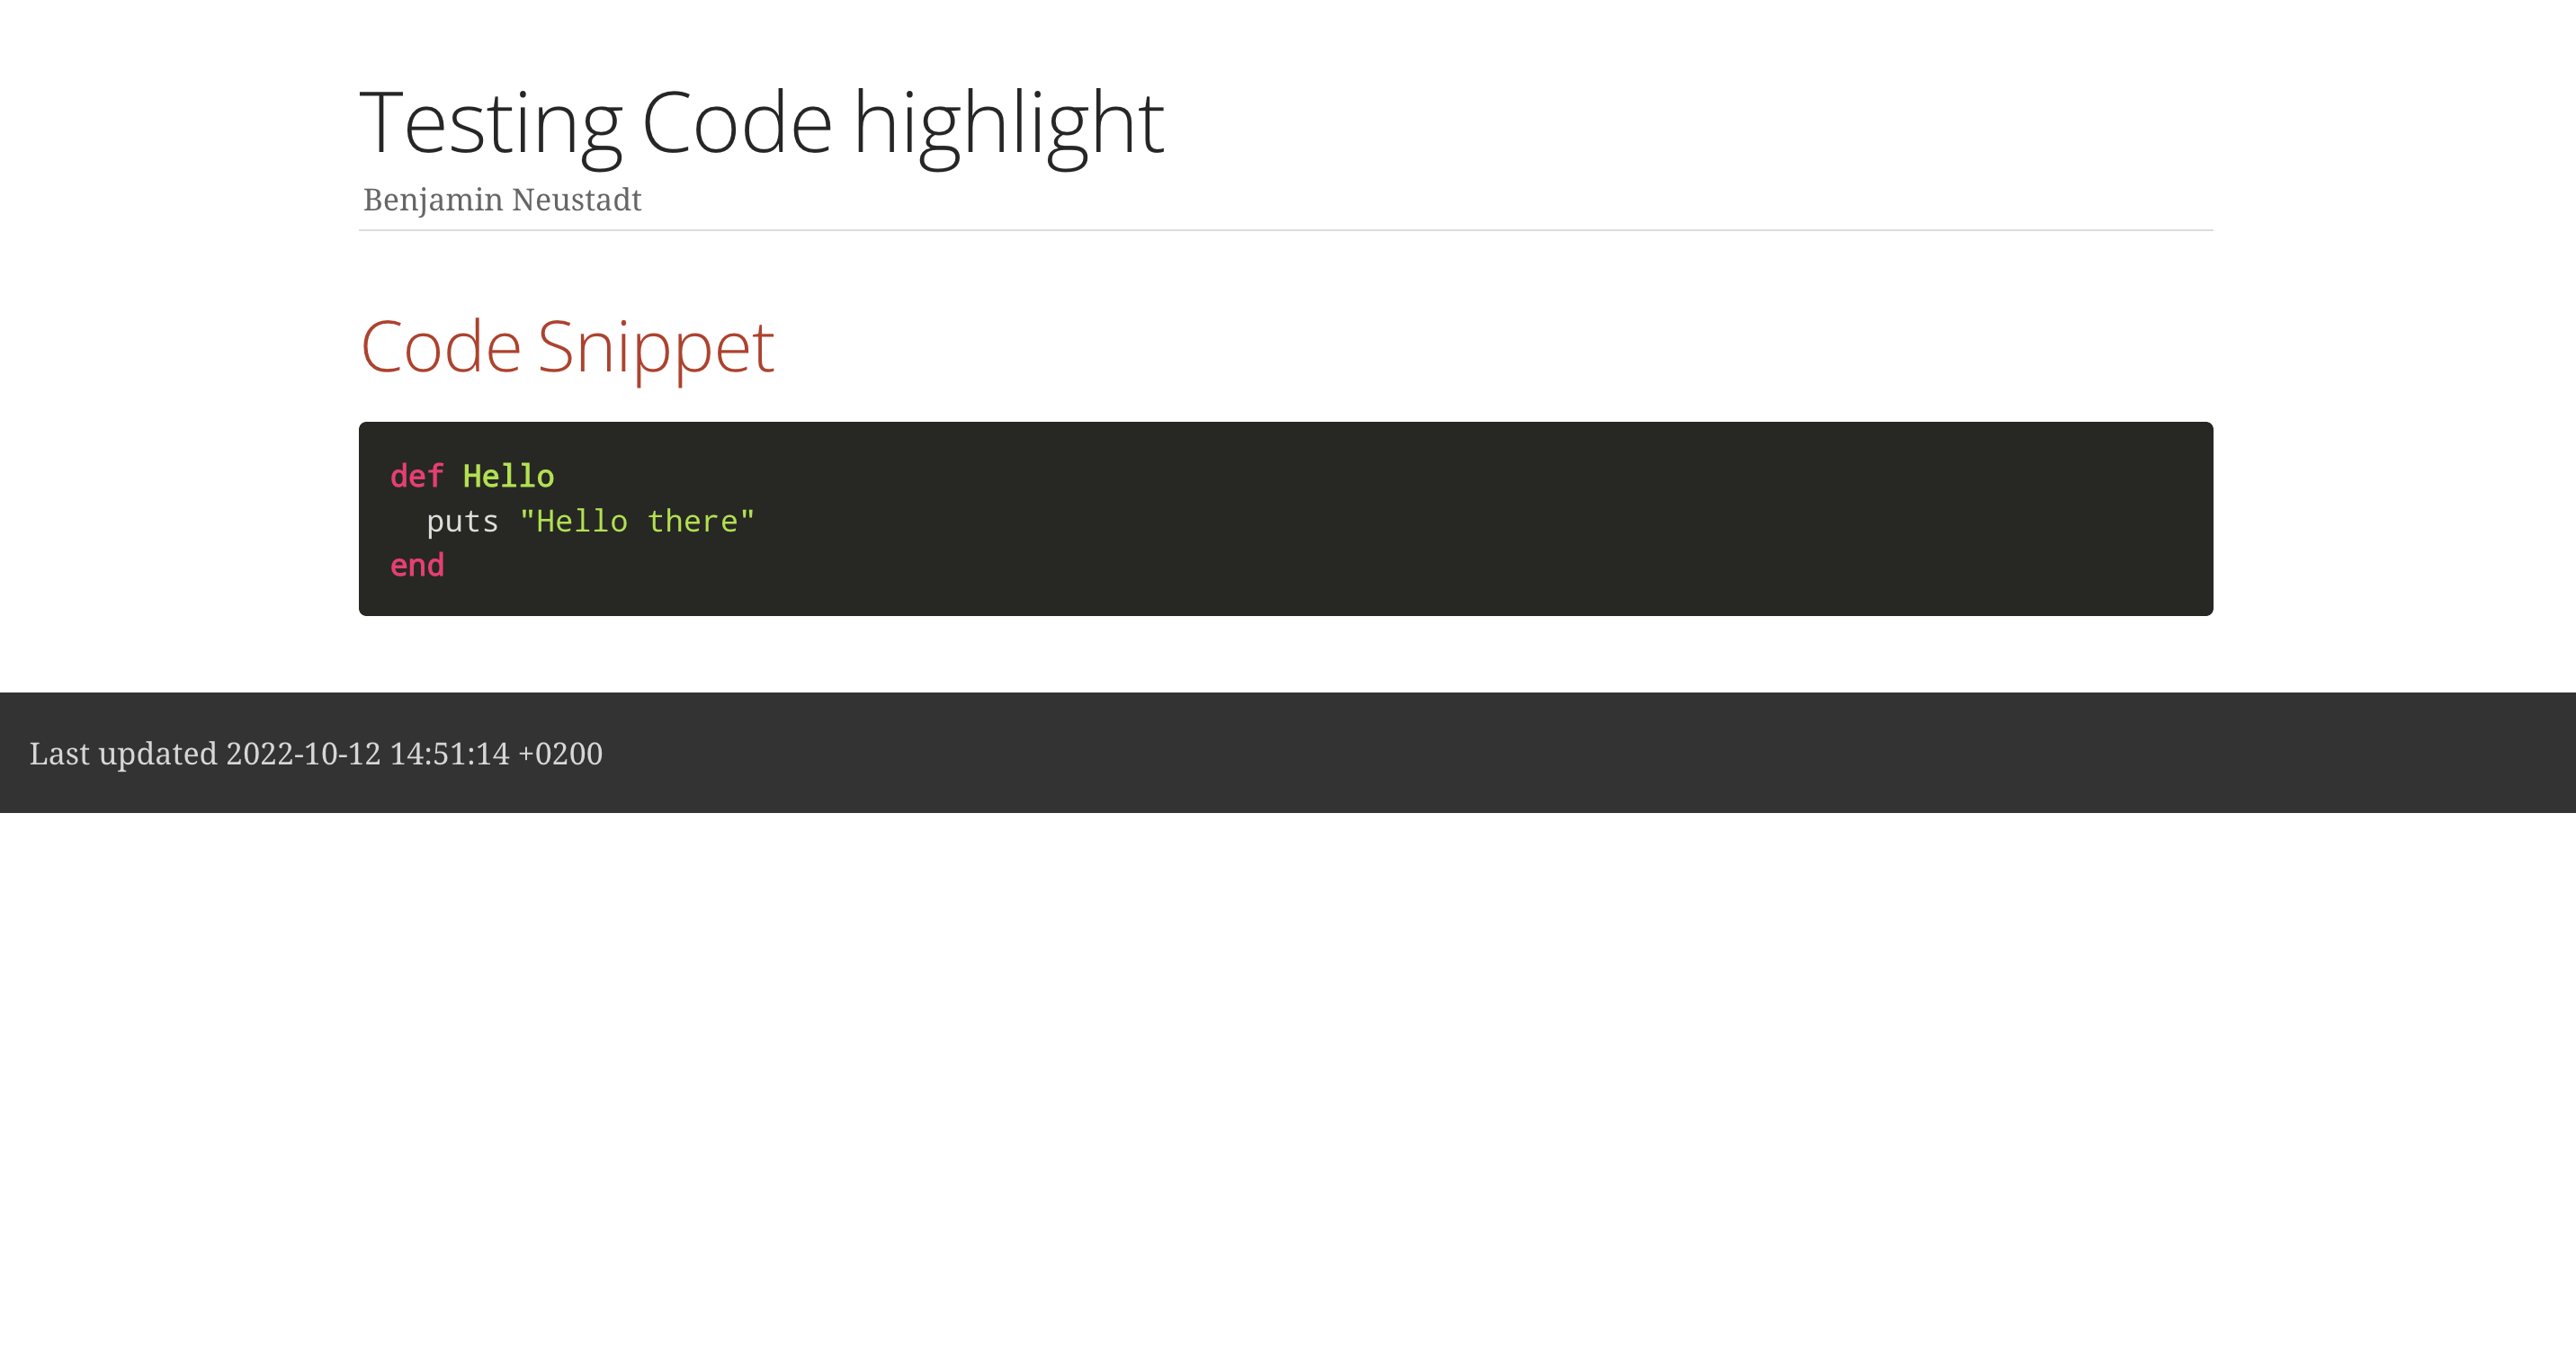 Testing Code highlight
Benjamin Neustadt
Code Snippet
def Hello
  puts "Hello there"
end
Last updated 2022-10-12 14:51:14 +0200